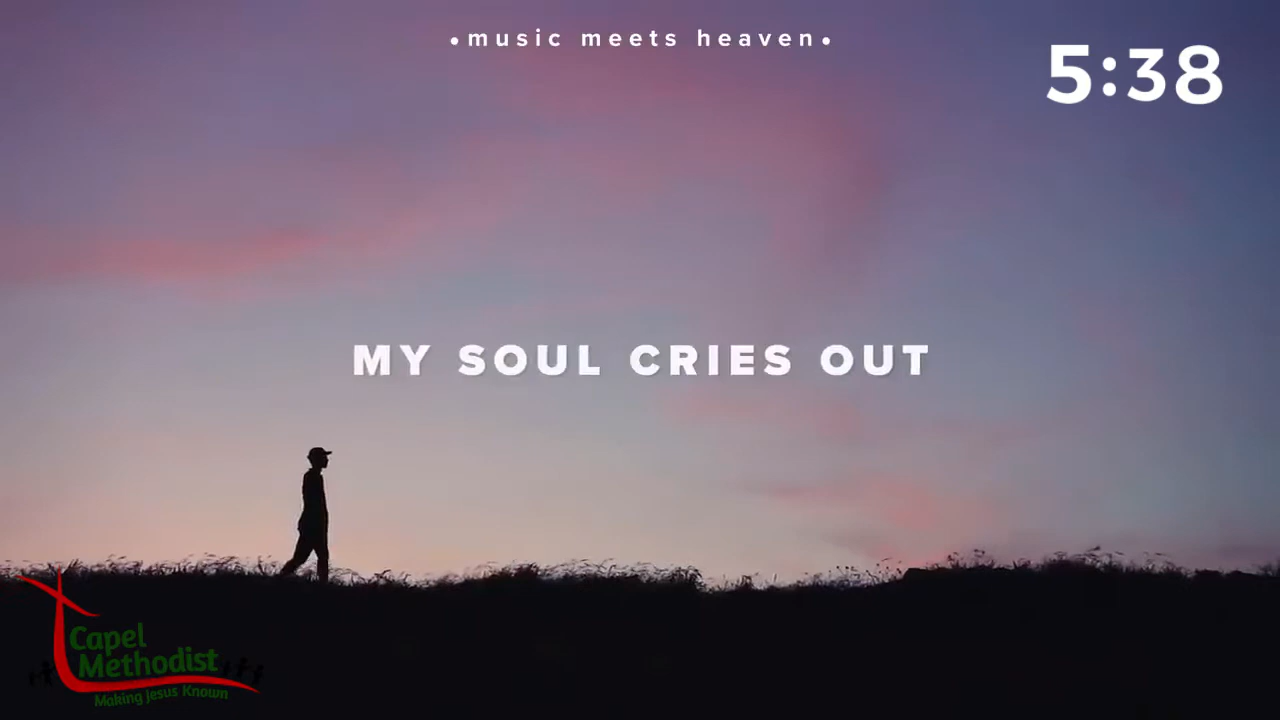 •music meets heaven•
5:38
MY SOUL CRIES OUT
Capel
Methodist
Making Jesus Known